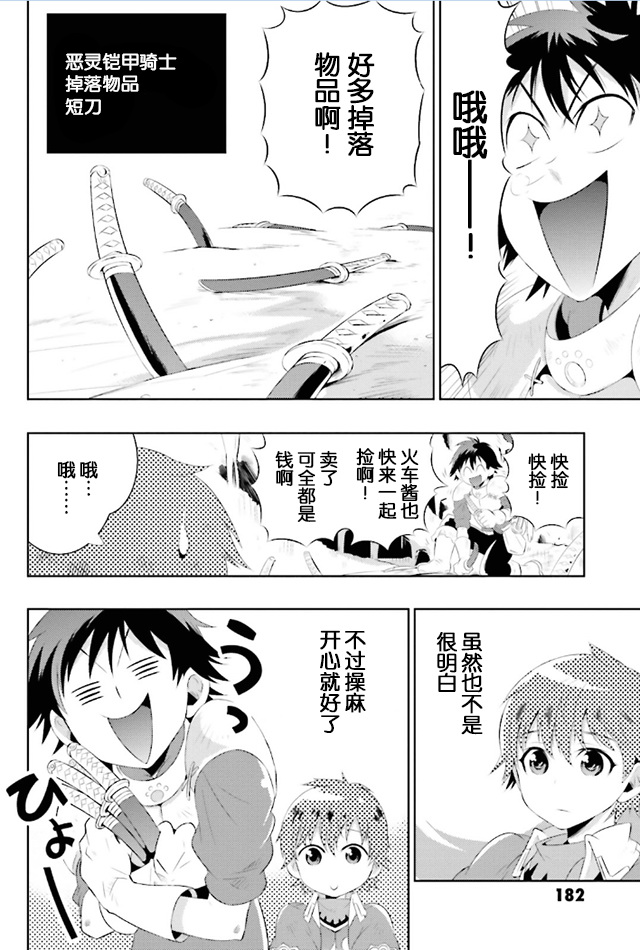 哦
哦
——！
好多掉落
物品啊！
恶灵铠甲骑士
掉落物品
短刀
快捡
快捡！
火车酱也
快来一起
捡啊！
卖了
可全都是
钱啊
哦、
哦……
虽然也不是
很明白
不过操麻
开心就好了
うっ
ひょー
182